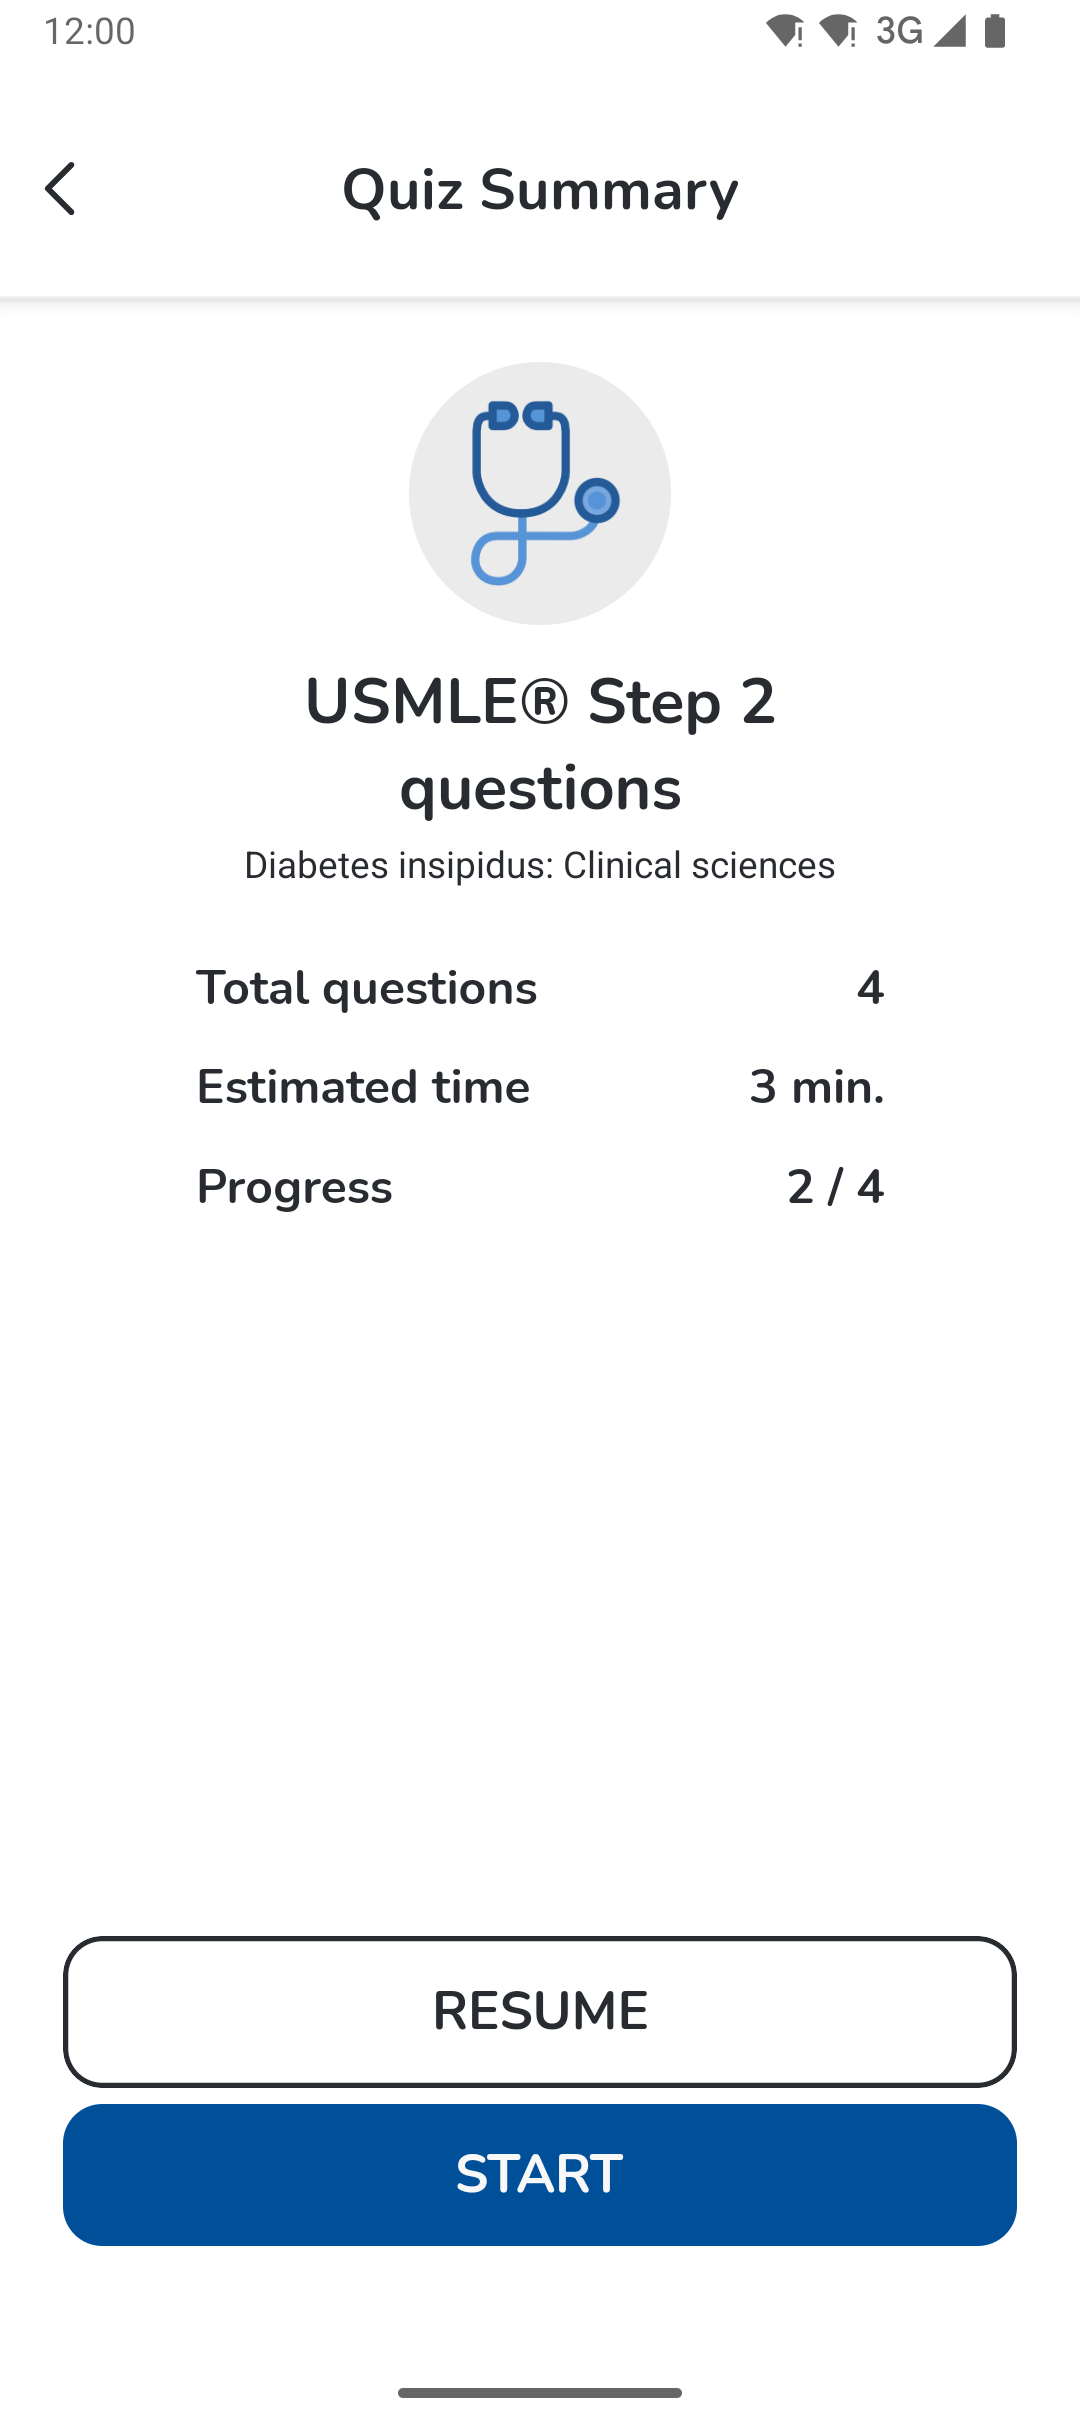 12:00
3G
Quiz Summary
USMLE® Step 2
questions
Diabetes insipidus: Clinical sciences
Total questions 4
Estimated time 3 min.
Progress 2 / 4
RESUME
START